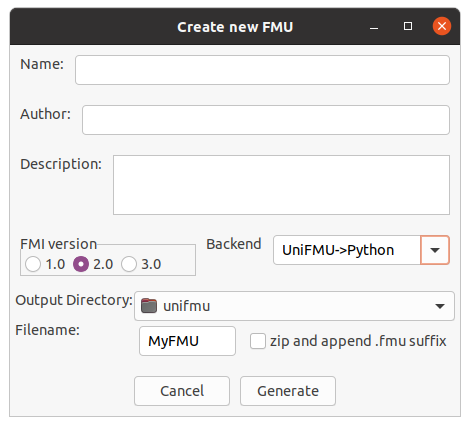 Create new FMU
Name:
Author:
Description:
FMI version Backend UniFMU->Python
1.0 2.0 3.0
Output Directory: unifmu
Filename: MyFMU zip and append .fmu suffix
Cancel Generate